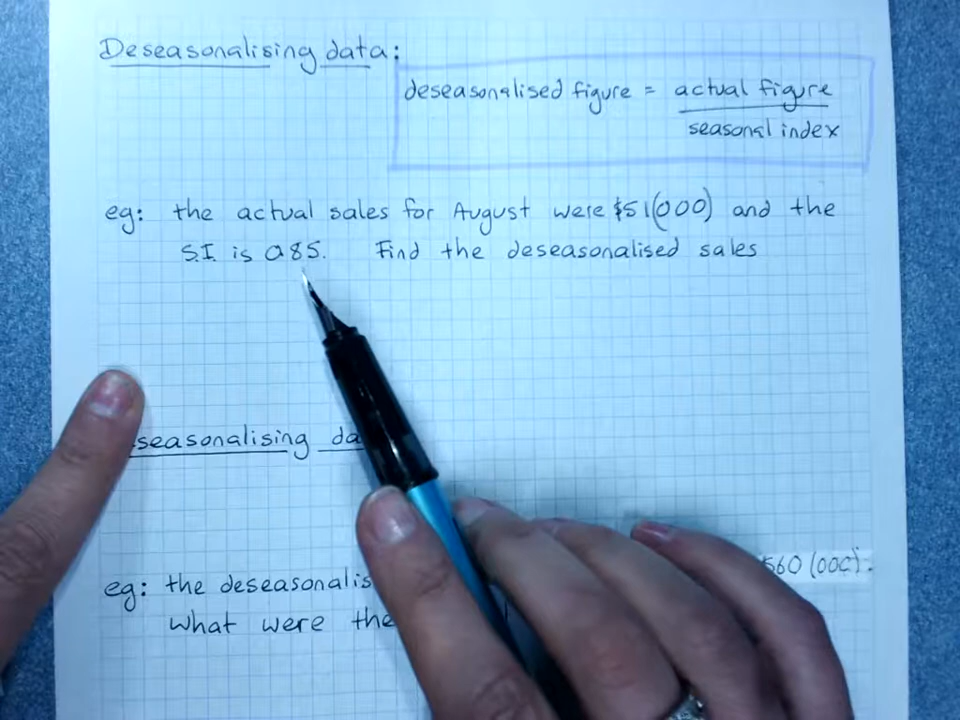 Deseasonalising data:
deseasonalised figure = actual figure
seasonal index
eg: the actual sales for August were $51(000) and the
S.I. is 0.85. Find the deseasonalised sales
seasonalising da
eg: the deseasonalis 560 (000).
What were the